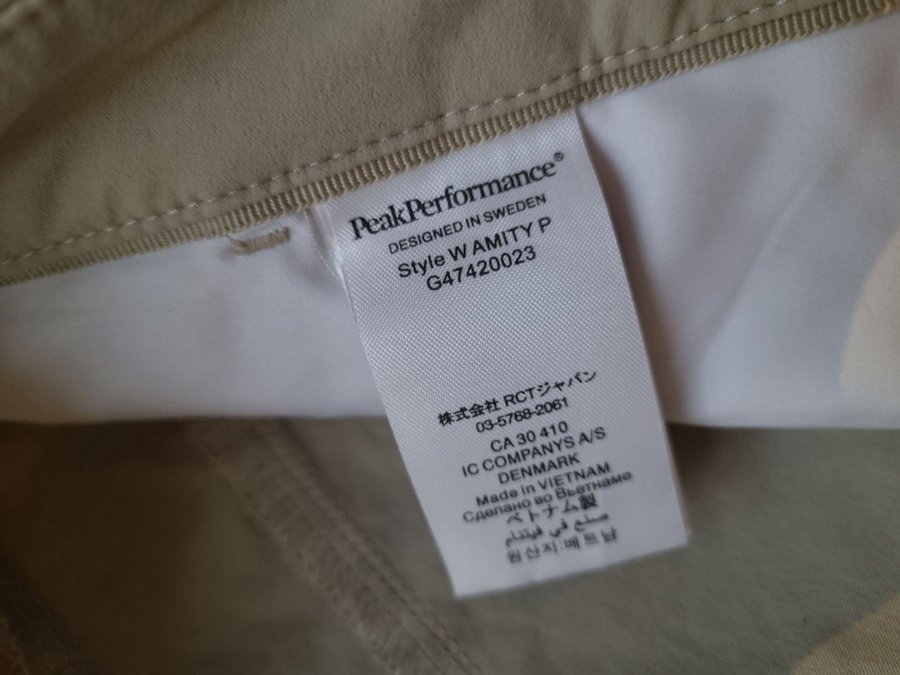 PeakPerformance®
DESIGNED IN SWEDEN
Style W AMITY P
G47420023
株式会社 RCTジャパン
03-5768-2061
CA 30 410
IC COMPANYS A/S
DENMARK
Made in VIETNAM
Сделано во Вьетнаме
ベトナム製
صنع في فيتنام
원산지:베트남